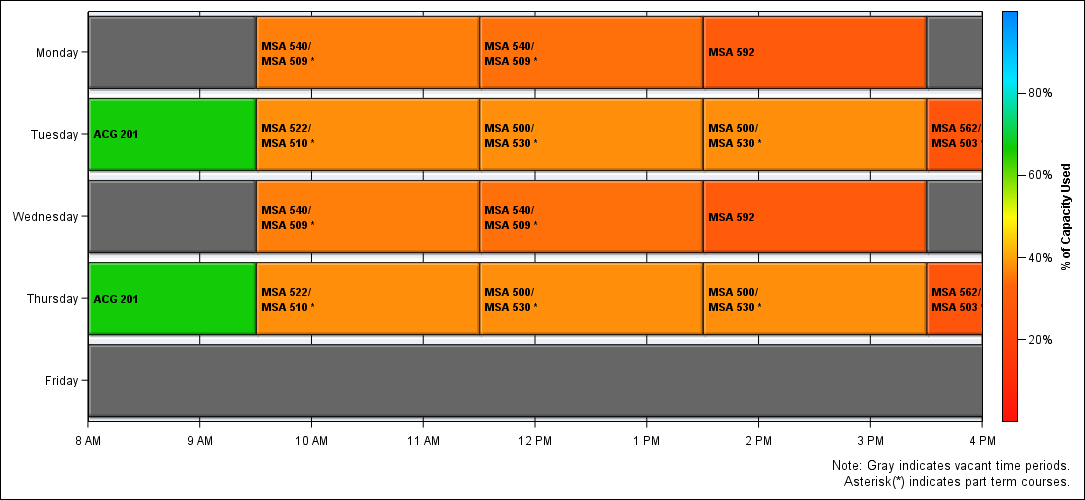 Monday
MSA 540/
MSA 509 *
MSA 540/
MSA 509 *
MSA 592
Tuesday
ACG 201
MSA 522/
MSA 510 *
MSA 500/
MSA 530 *
MSA 500/
MSA 530 *
MSA 562/
MSA 503 *
Wednesday
MSA 540/
MSA 509 *
MSA 540/
MSA 509 *
MSA 592
Thursday
ACG 201
MSA 522/
MSA 510 *
MSA 500/
MSA 530 *
MSA 500/
MSA 530 *
MSA 562/
MSA 503 *
Friday
8 AM 9 AM 10 AM 11 AM 12 PM 1 PM 2 PM 3 PM 4 PM
80%
60%
40%
20%
% of Capacity Used
Note: Gray indicates vacant time periods.
Asterisk(*) indicates part term courses.